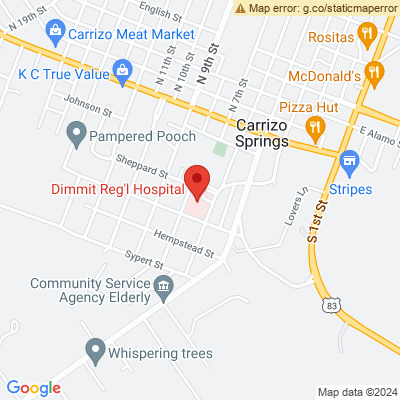 Map error: g.co/staticmaperror
N 19th St
English St
Carrizo Meat Market
Rositas
N 11th St
N 10th St
N 9th St
K C True Value
McDonald's
N 7th St
Johnson St
Pizza Hut
Pampered Pooch
Carrizo
Springs
E Alamo S
Sheppard St
Stripes
Dimmit Reg'l Hospital
Lovers Ln
S 1st St
Hempstead St
Sypert St
Community Service
Agency Elderly
83
Whispering trees
Google
Map data ©2024